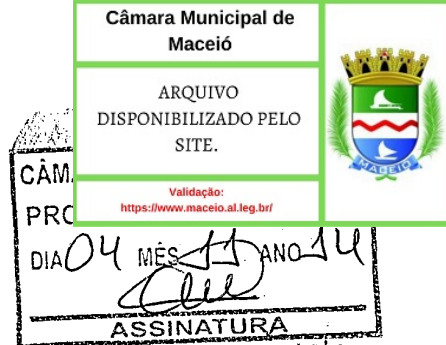 Câmara Municipal de
Maceió
ARQUIVO
DISPONIBILIZADO PELO
SITE.
Validação:
https://www.maceio.al.leg.br/
MACEIÓ
CÂM
PRO
DIA 04 MÊS 11 ANO 14
ASSINATURA